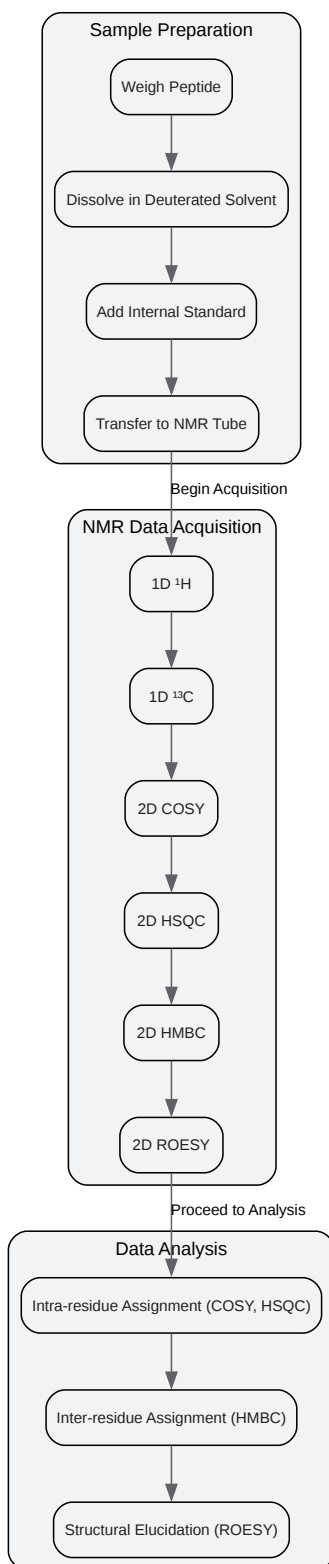 Sample Preparation
Weigh Peptide
Dissolve in Deuterated Solvent
Add Internal Standard
Transfer to NMR Tube
Begin Acquisition
NMR Data Acquisition
1D ¹H
1D ¹³C
2D COSY
2D HSQC
2D HMBC
2D ROESY
Proceed to Analysis
Data Analysis
Intra-residue Assignment (COSY, HSQC)
Inter-residue Assignment (HMBC)
Structural Elucidation (ROESY)